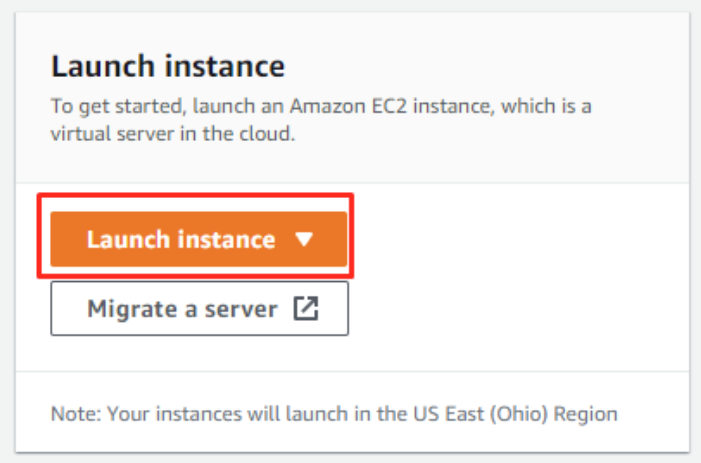 Launch instance
To get started, launch an Amazon EC2 instance, which is a
virtual server in the cloud.
Launch instance
Migrate a server
Note: Your instances will launch in the US East (Ohio) Region